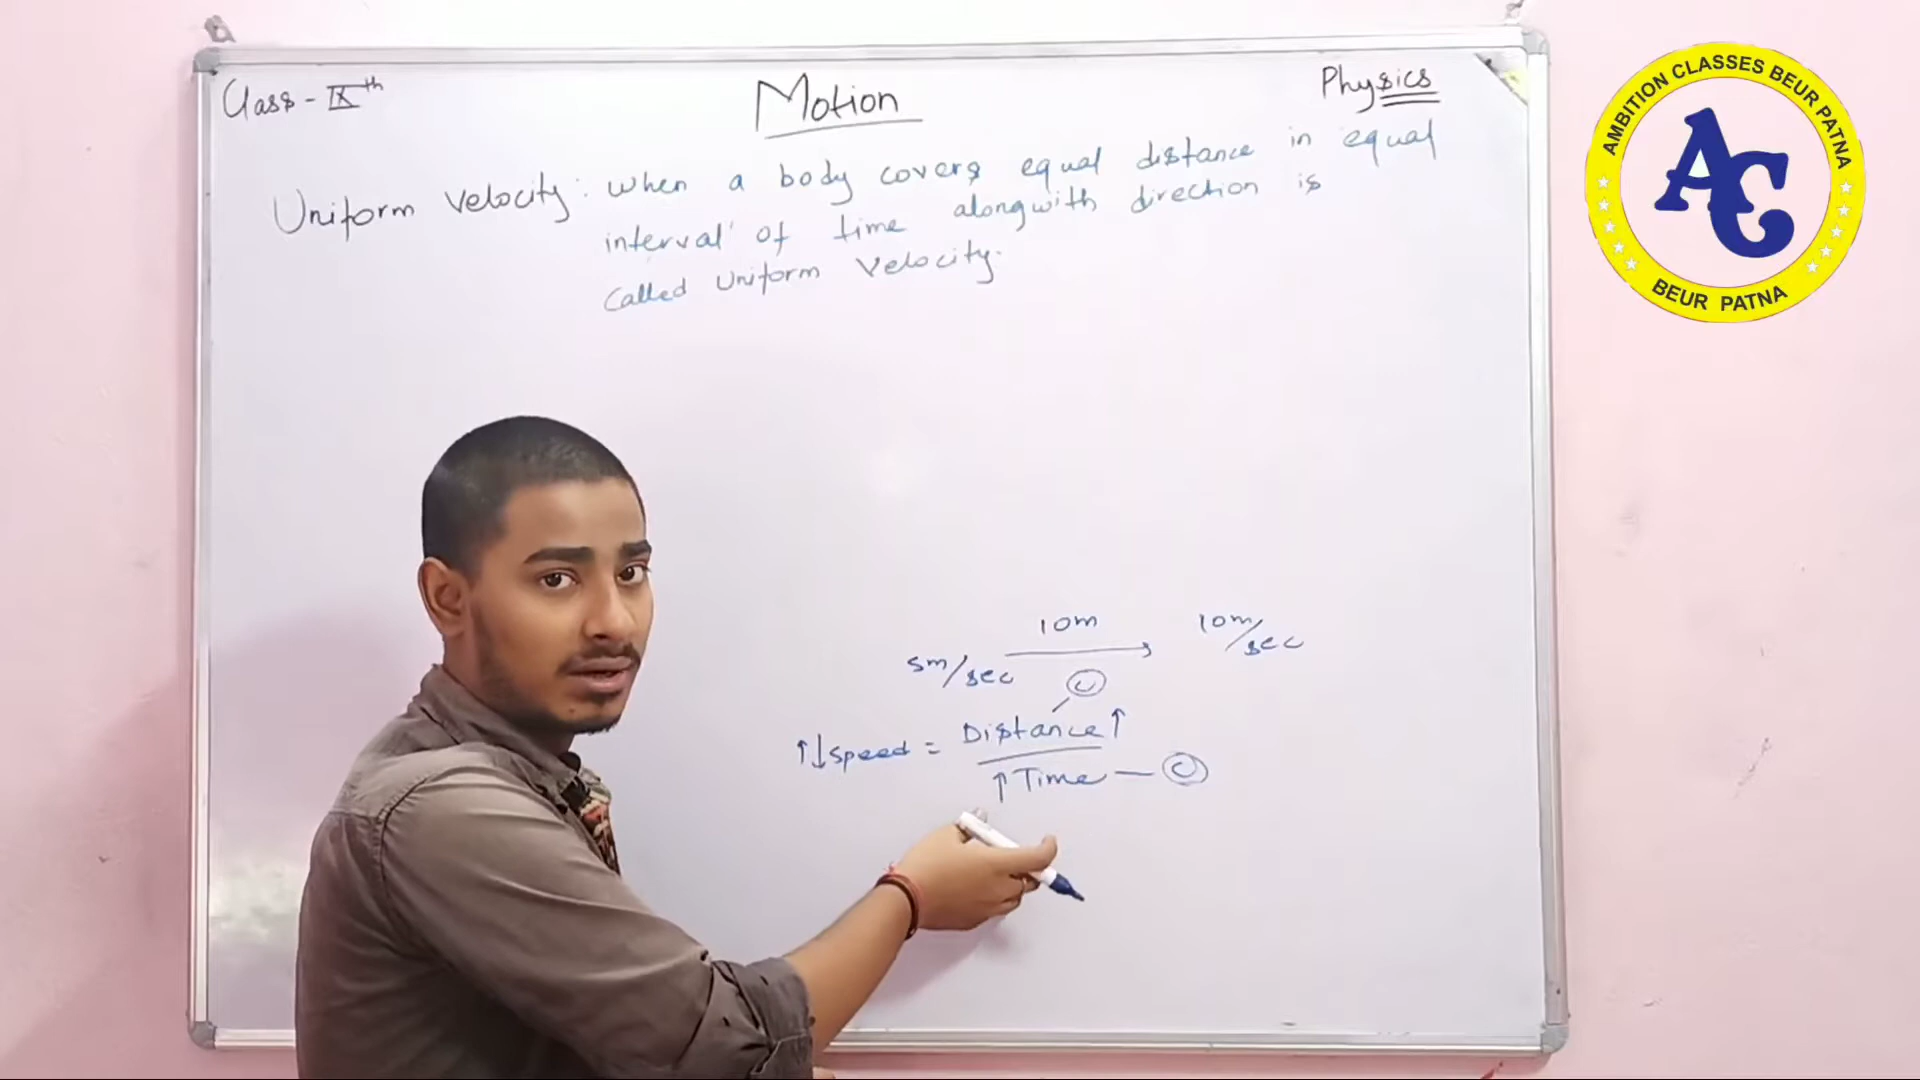 Class - IXth
Motion
Physics
Uniform Velocity: when a body covers equal distance in equal
interval of time alongwith direction is
called Uniform Velocity.
10m
10m/sec
5m/sec
C
↑↓speed = Distance↑
↑Time — C
AMBITION CLASSES BEUR PATNA
AC
BEUR PATNA